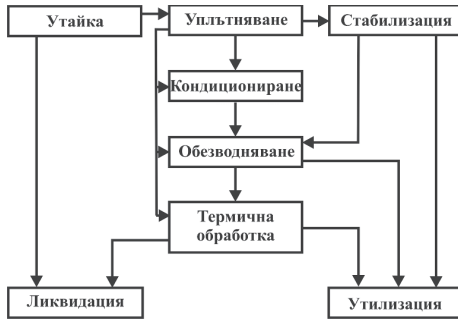 Утайка
Уплътняване
Стабилизация
Кондициониране
Обезводняване
Термична
обработка
Ликвидация
Утилизация